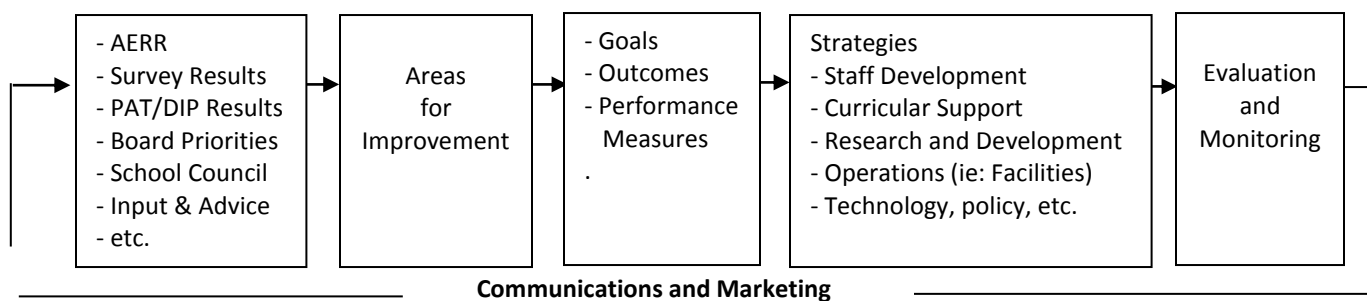 - AERR
- Survey Results
- PAT/DIP Results
- Board Priorities
- School Council
- Input & Advice
- etc.
Areas
for
Improvement
- Goals
- Outcomes
- Performance
Measures
.
Strategies
- Staff Development
- Curricular Support
- Research and Development
- Operations (ie: Facilities)
- Technology, policy, etc.
Evaluation
and
Monitoring
Communications and Marketing